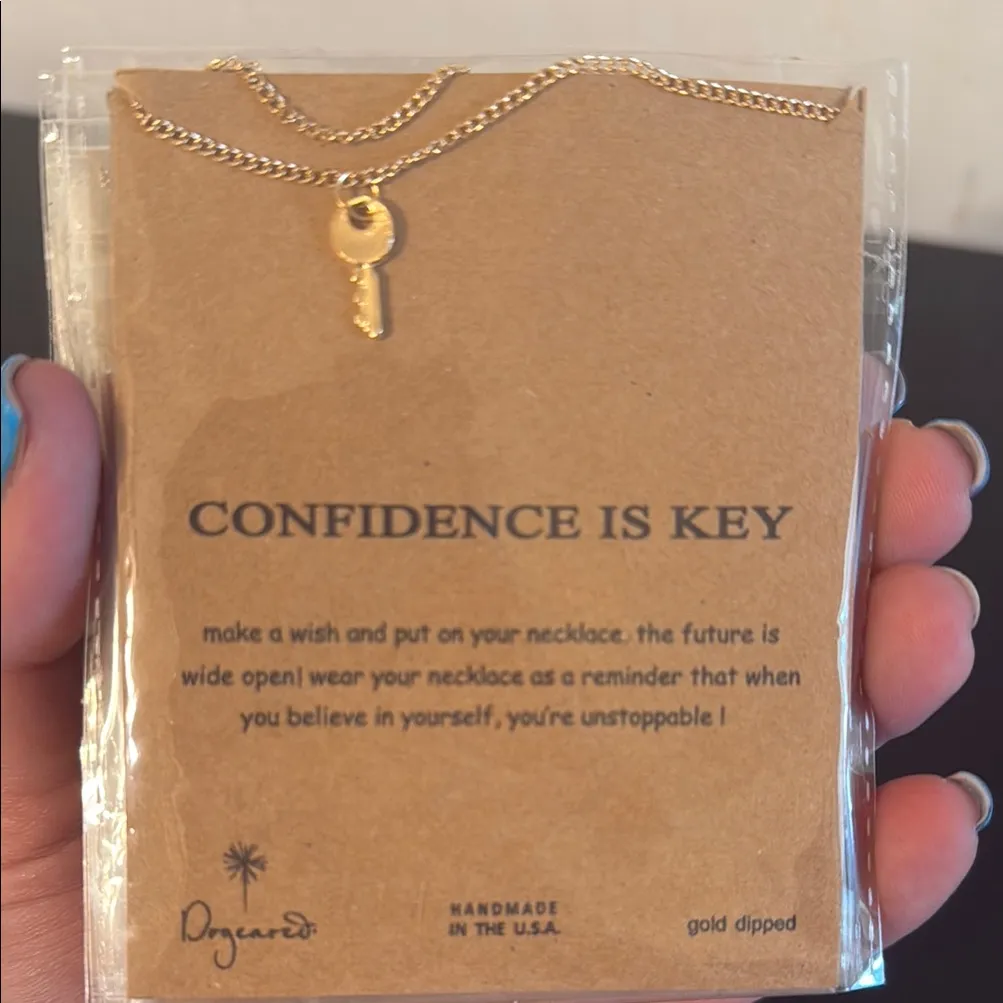 CONFIDENCE IS KEY
make a wish and put on your necklace. the future is
wide open! wear your necklace as a reminder that when
you believe in yourself, you're unstoppable !
Dogeared.
HANDMADE
IN THE U.S.A.
gold dipped